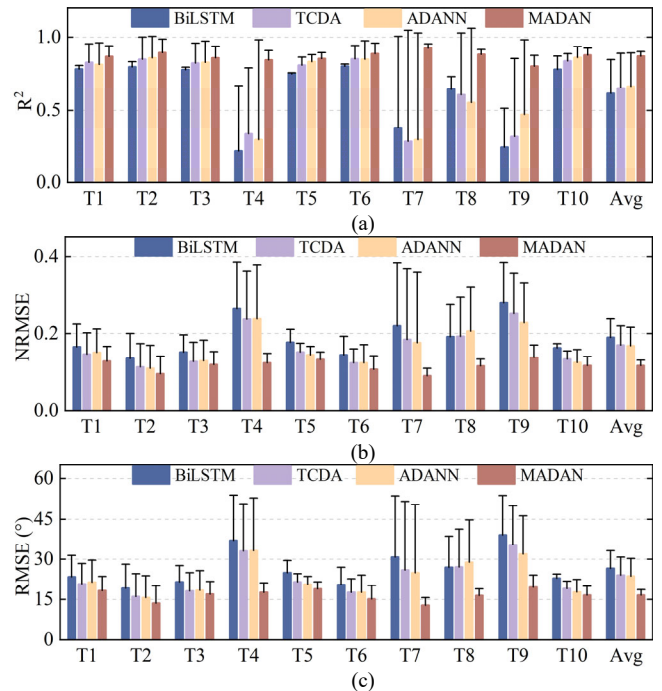 BiLSTM TCDA ADANN MADAN
1.0
0.5
0.0
R²
T1 T2 T3 T4 T5 T6 T7 T8 T9 T10 Avg
(a)
BiLSTM TCDA ADANN MADAN
0.4
0.2
0.0
NRMSE
T1 T2 T3 T4 T5 T6 T7 T8 T9 T10 Avg
(b)
BiLSTM TCDA ADANN MADAN
60
45
30
15
0
RMSE (°)
T1 T2 T3 T4 T5 T6 T7 T8 T9 T10 Avg
(c)